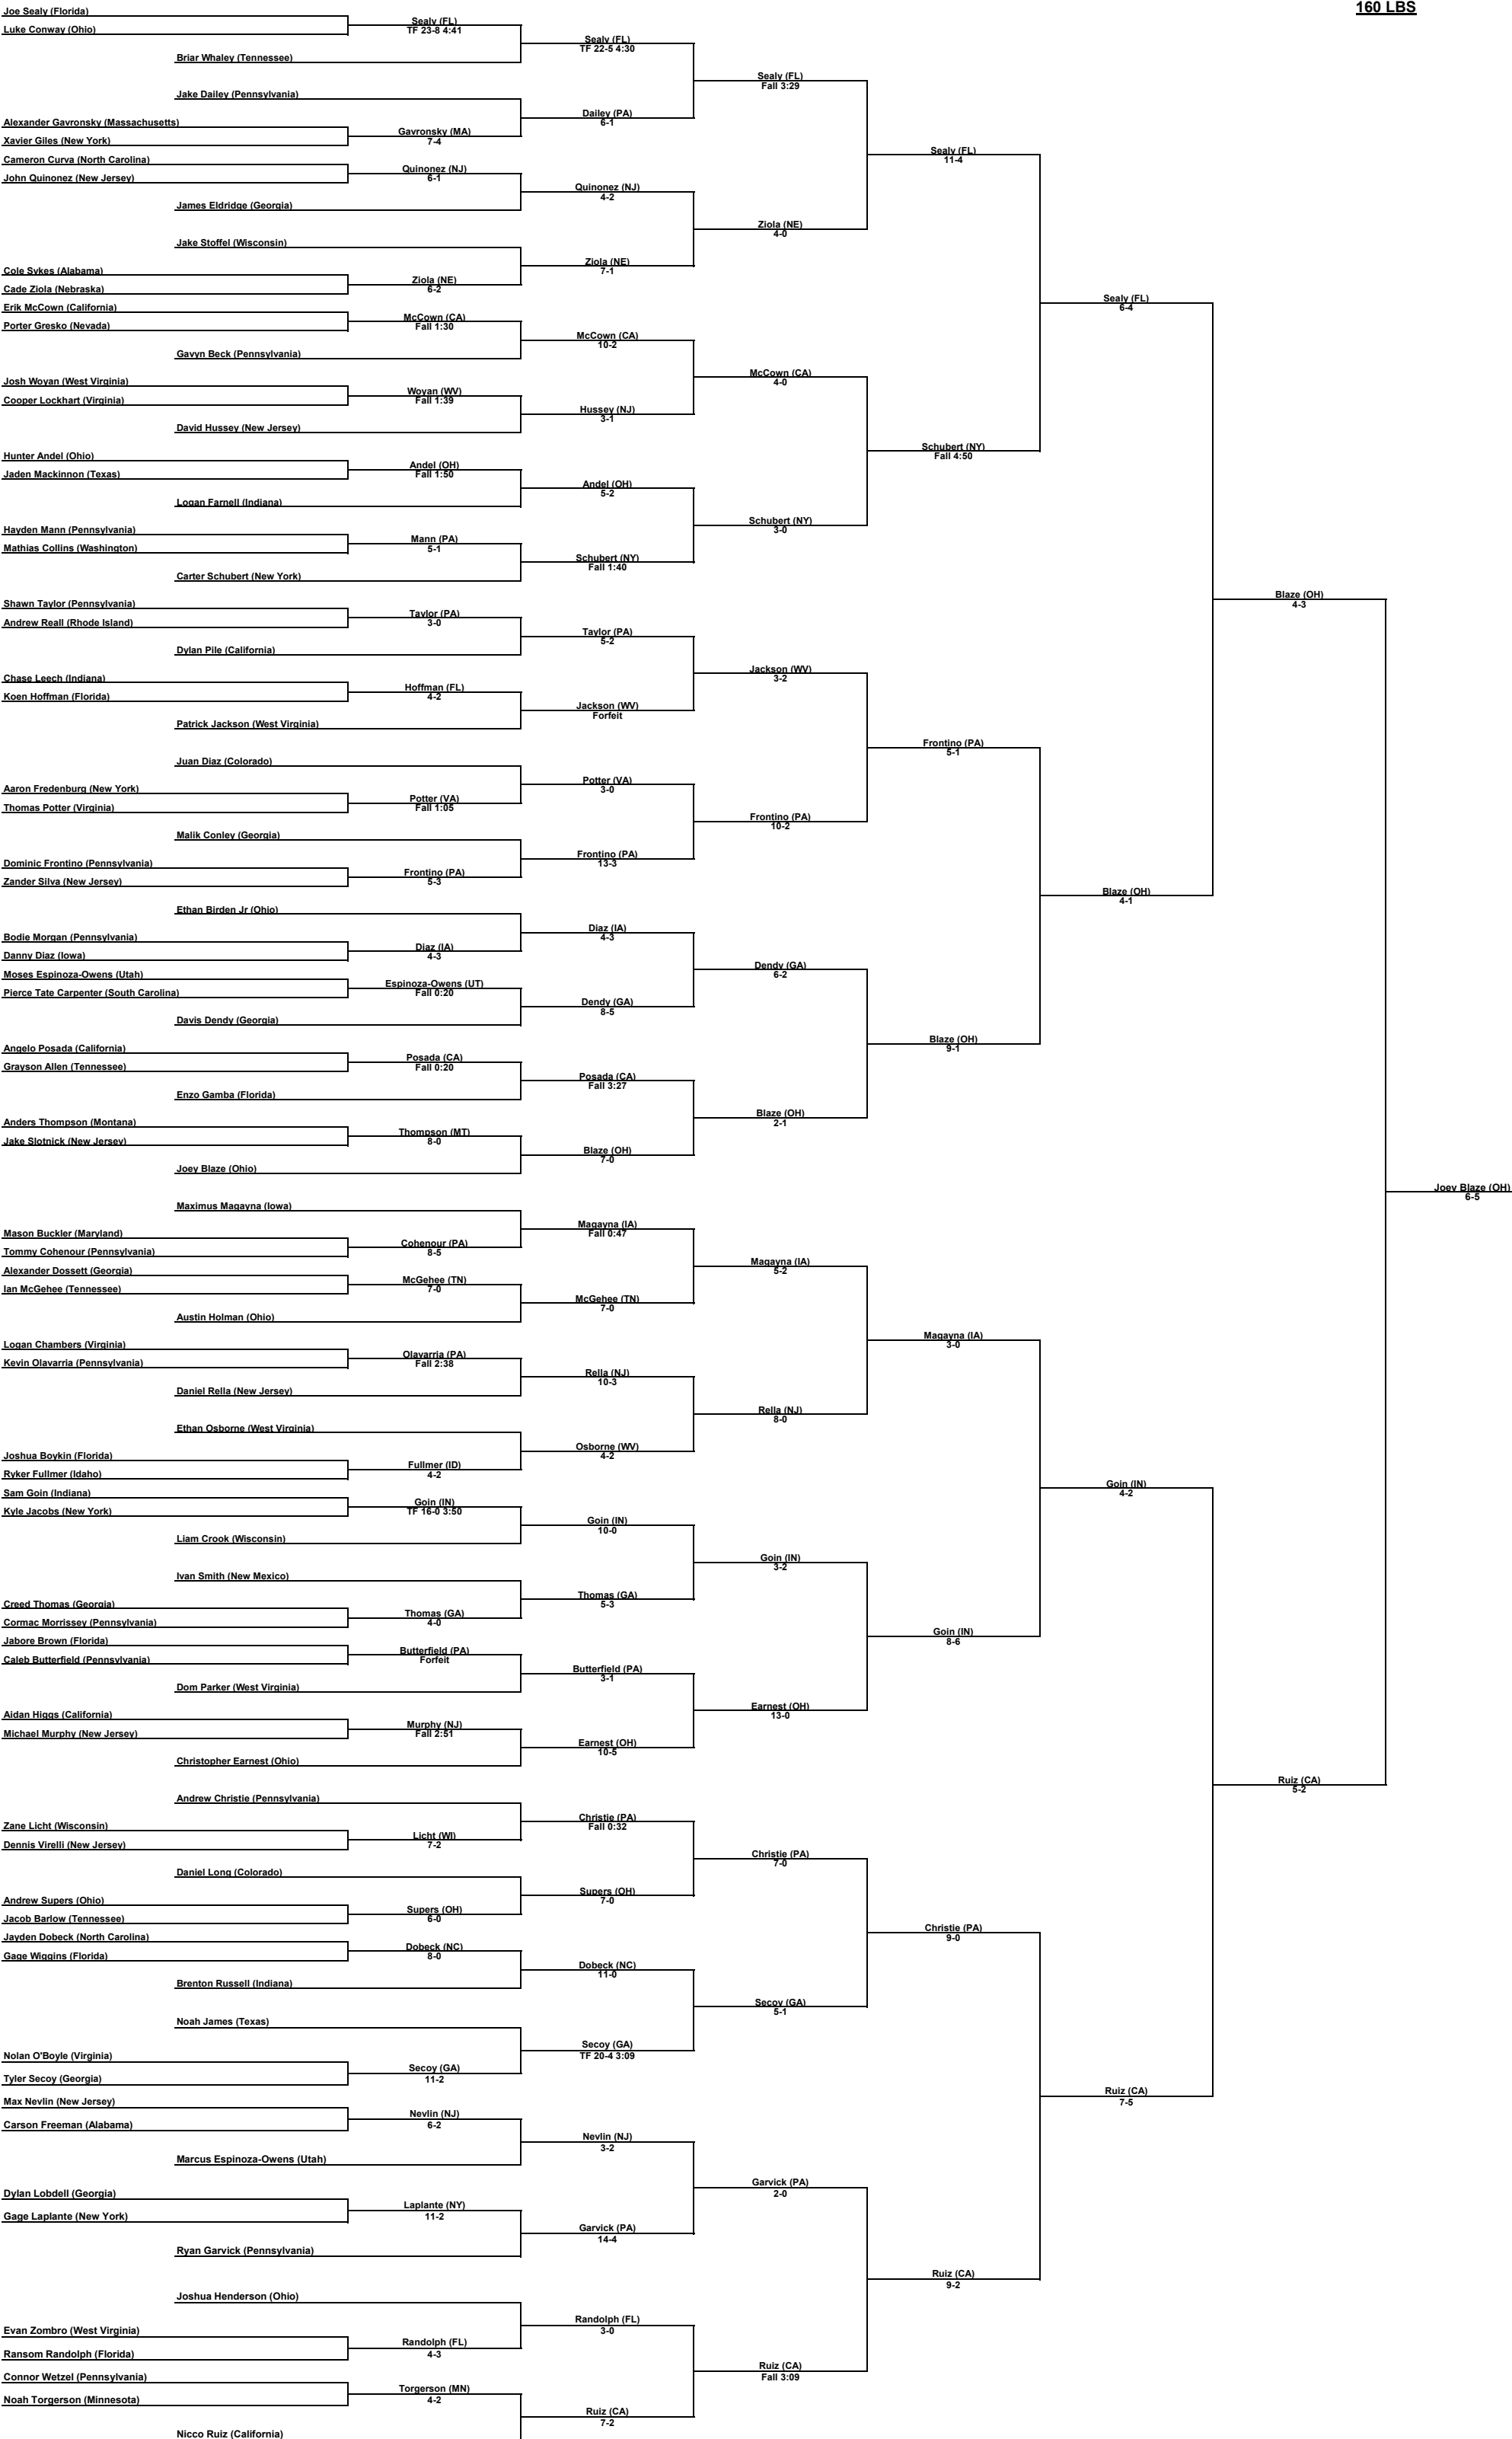 160 LBS
Joe Sealy (Florida)
Sealy (FL)
Luke Conway (Ohio)
TF 23-8 4:41
Sealy (FL)
TF 22-5 4:30
Briar Whaley (Tennessee)
Sealy (FL)
Fall 3:29
Jake Dailey (Pennsylvania)
Dailey (PA)
6-1
Alexander Gavronsky (Massachusetts)
Gavronsky (MA)
Xavier Giles (New York)
7-4
Sealy (FL)
11-4
Cameron Curva (North Carolina)
Quinonez (NJ)
John Quinonez (New Jersey)
6-1
Quinonez (NJ)
4-2
James Eldridge (Georgia)
Ziola (NE)
4-0
Jake Stoffel (Wisconsin)
Ziola (NE)
7-1
Cole Sykes (Alabama)
Ziola (NE)
Cade Ziola (Nebraska)
6-2
Sealy (FL)
6-4
Erik McCown (California)
McCown (CA)
Porter Gresko (Nevada)
Fall 1:30
McCown (CA)
10-2
Gavyn Beck (Pennsylvania)
McCown (CA)
4-0
Josh Woyan (West Virginia)
Woyan (WV)
Cooper Lockhart (Virginia)
Fall 1:39
Hussey (NJ)
3-1
David Hussey (New Jersey)
Schubert (NY)
Fall 4:50
Hunter Andel (Ohio)
Andel (OH)
Jaden Mackinnon (Texas)
Fall 1:50
Andel (OH)
5-2
Logan Farnell (Indiana)
Schubert (NY)
3-0
Hayden Mann (Pennsylvania)
Mann (PA)
Mathias Collins (Washington)
5-1
Schubert (NY)
Fall 1:40
Carter Schubert (New York)
Blaze (OH)
4-3
Shawn Taylor (Pennsylvania)
Taylor (PA)
Andrew Reall (Rhode Island)
3-0
Taylor (PA)
5-2
Dylan Pile (California)
Jackson (WV)
3-2
Chase Leech (Indiana)
Hoffman (FL)
Koen Hoffman (Florida)
4-2
Jackson (WV)
Forfeit
Patrick Jackson (West Virginia)
Frontino (PA)
5-1
Juan Diaz (Colorado)
Potter (VA)
3-0
Aaron Fredenburg (New York)
Potter (VA)
Thomas Potter (Virginia)
Fall 1:05
Frontino (PA)
10-2
Malik Conley (Georgia)
Frontino (PA)
13-3
Dominic Frontino (Pennsylvania)
Frontino (PA)
Zander Silva (New Jersey)
5-3
Blaze (OH)
4-1
Ethan Birden Jr (Ohio)
Diaz (IA)
4-3
Bodie Morgan (Pennsylvania)
Diaz (IA)
Danny Diaz (Iowa)
4-3
Dendy (GA)
6-2
Moses Espinoza-Owens (Utah)
Espinoza-Owens (UT)
Pierce Tate Carpenter (South Carolina)
Fall 0:20
Dendy (GA)
8-5
Davis Dendy (Georgia)
Blaze (OH)
9-1
Angelo Posada (California)
Posada (CA)
Grayson Allen (Tennessee)
Fall 0:20
Posada (CA)
Fall 3:27
Enzo Gamba (Florida)
Blaze (OH)
2-1
Anders Thompson (Montana)
Thompson (MT)
Jake Slotnick (New Jersey)
8-0
Blaze (OH)
7-0
Joey Blaze (Ohio)
Joey Blaze (OH)
6-5
Maximus Magayna (Iowa)
Magayna (IA)
Fall 0:47
Mason Buckler (Maryland)
Cohenour (PA)
Tommy Cohenour (Pennsylvania)
8-5
Magayna (IA)
5-2
Alexander Dossett (Georgia)
McGehee (TN)
Ian McGehee (Tennessee)
7-0
McGehee (TN)
7-0
Austin Holman (Ohio)
Magayna (IA)
3-0
Logan Chambers (Virginia)
Olavarria (PA)
Kevin Olavarria (Pennsylvania)
Fall 2:38
Rella (NJ)
10-3
Daniel Rella (New Jersey)
Rella (NJ)
8-0
Ethan Osborne (West Virginia)
Osborne (WV)
4-2
Joshua Boykin (Florida)
Fullmer (ID)
Ryker Fullmer (Idaho)
4-2
Goin (IN)
4-2
Sam Goin (Indiana)
Goin (IN)
Kyle Jacobs (New York)
TF 16-0 3:50
Goin (IN)
10-0
Liam Crook (Wisconsin)
Goin (IN)
3-2
Ivan Smith (New Mexico)
Thomas (GA)
5-3
Creed Thomas (Georgia)
Thomas (GA)
Cormac Morrissey (Pennsylvania)
4-0
Goin (IN)
8-6
Jabore Brown (Florida)
Butterfield (PA)
Caleb Butterfield (Pennsylvania)
Forfeit
Butterfield (PA)
3-1
Dom Parker (West Virginia)
Earnest (OH)
13-0
Aidan Higgs (California)
Murphy (NJ)
Michael Murphy (New Jersey)
Fall 2:51
Earnest (OH)
10-5
Christopher Earnest (Ohio)
Ruiz (CA)
5-2
Andrew Christie (Pennsylvania)
Christie (PA)
Fall 0:32
Zane Licht (Wisconsin)
Licht (WI)
Dennis Virelli (New Jersey)
7-2
Christie (PA)
7-0
Daniel Long (Colorado)
Supers (OH)
7-0
Andrew Supers (Ohio)
Supers (OH)
Jacob Barlow (Tennessee)
6-0
Christie (PA)
9-0
Jayden Dobeck (North Carolina)
Dobeck (NC)
Gage Wiggins (Florida)
8-0
Dobeck (NC)
11-0
Brenton Russell (Indiana)
Secoy (GA)
5-1
Noah James (Texas)
Secoy (GA)
TF 20-4 3:09
Nolan O'Boyle (Virginia)
Secoy (GA)
Tyler Secoy (Georgia)
11-2
Ruiz (CA)
7-5
Max Nevlin (New Jersey)
Nevlin (NJ)
Carson Freeman (Alabama)
6-2
Nevlin (NJ)
3-2
Marcus Espinoza-Owens (Utah)
Garvick (PA)
2-0
Dylan Lobdell (Georgia)
Laplante (NY)
Gage Laplante (New York)
11-2
Garvick (PA)
14-4
Ryan Garvick (Pennsylvania)
Ruiz (CA)
9-2
Joshua Henderson (Ohio)
Randolph (FL)
3-0
Evan Zombro (West Virginia)
Randolph (FL)
Ransom Randolph (Florida)
4-3
Ruiz (CA)
Fall 3:09
Connor Wetzel (Pennsylvania)
Torgerson (MN)
Noah Torgerson (Minnesota)
4-2
Ruiz (CA)
7-2
Nicco Ruiz (California)